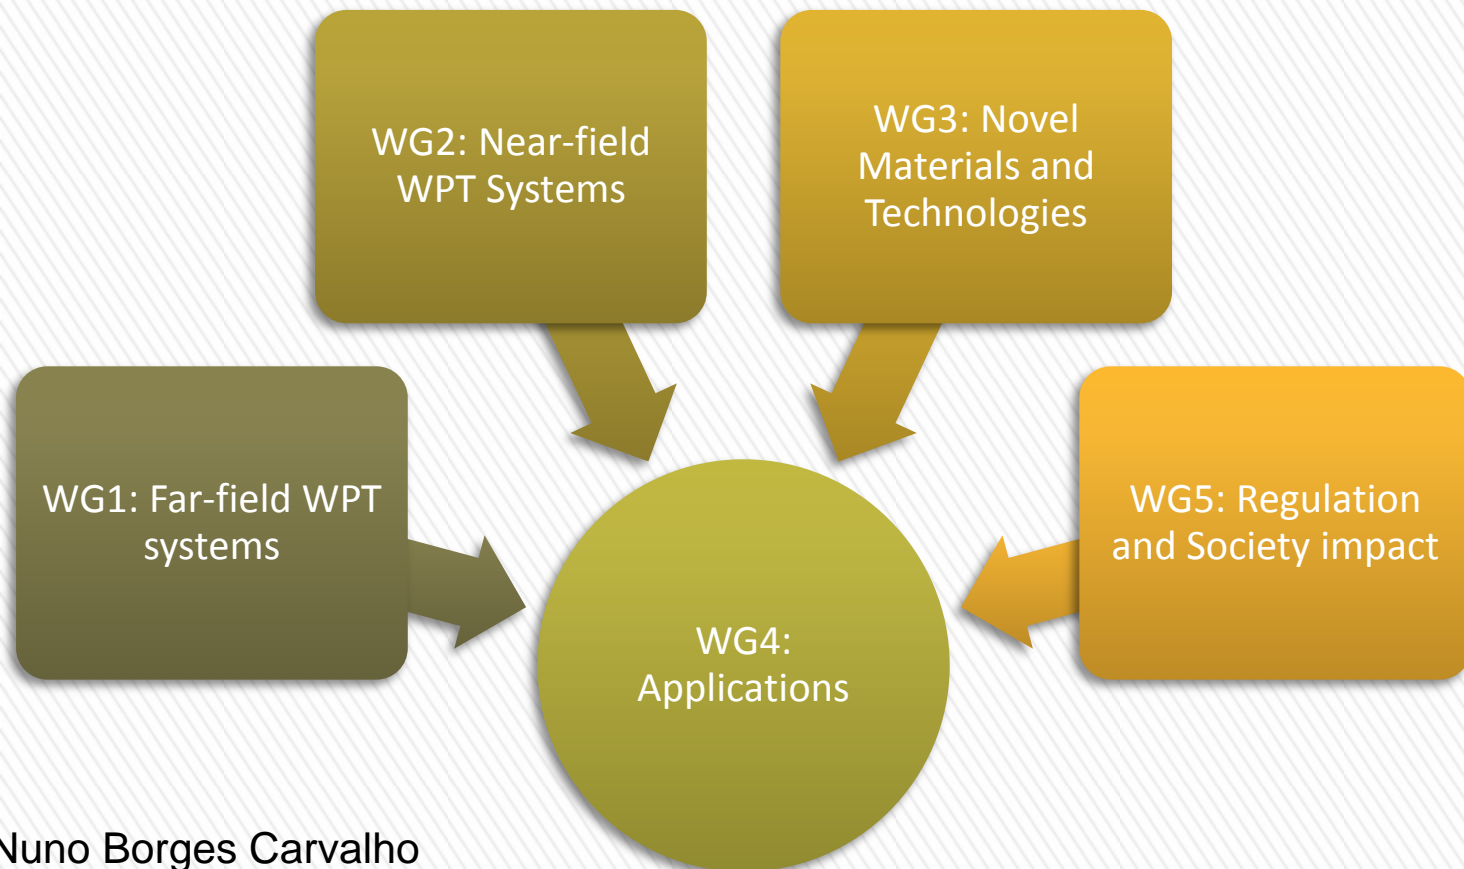 WG2: Near-field
WPT Systems
WG3: Novel
Materials and
Technologies
WG1: Far-field WPT
systems
WG5: Regulation
and Society impact
WG4:
Applications
Nuno Borges Carvalho